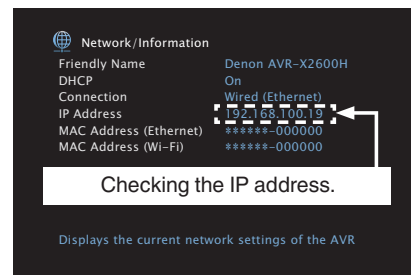 Network/Information
Friendly Name Denon AVR-X2600H
DHCP On
Connection Wired (Ethernet)
IP Address 192.168.100.19
MAC Address (Ethernet) ******-000000
MAC Address (Wi-Fi) ******-000000
Checking the IP address.
Displays the current network settings of the AVR